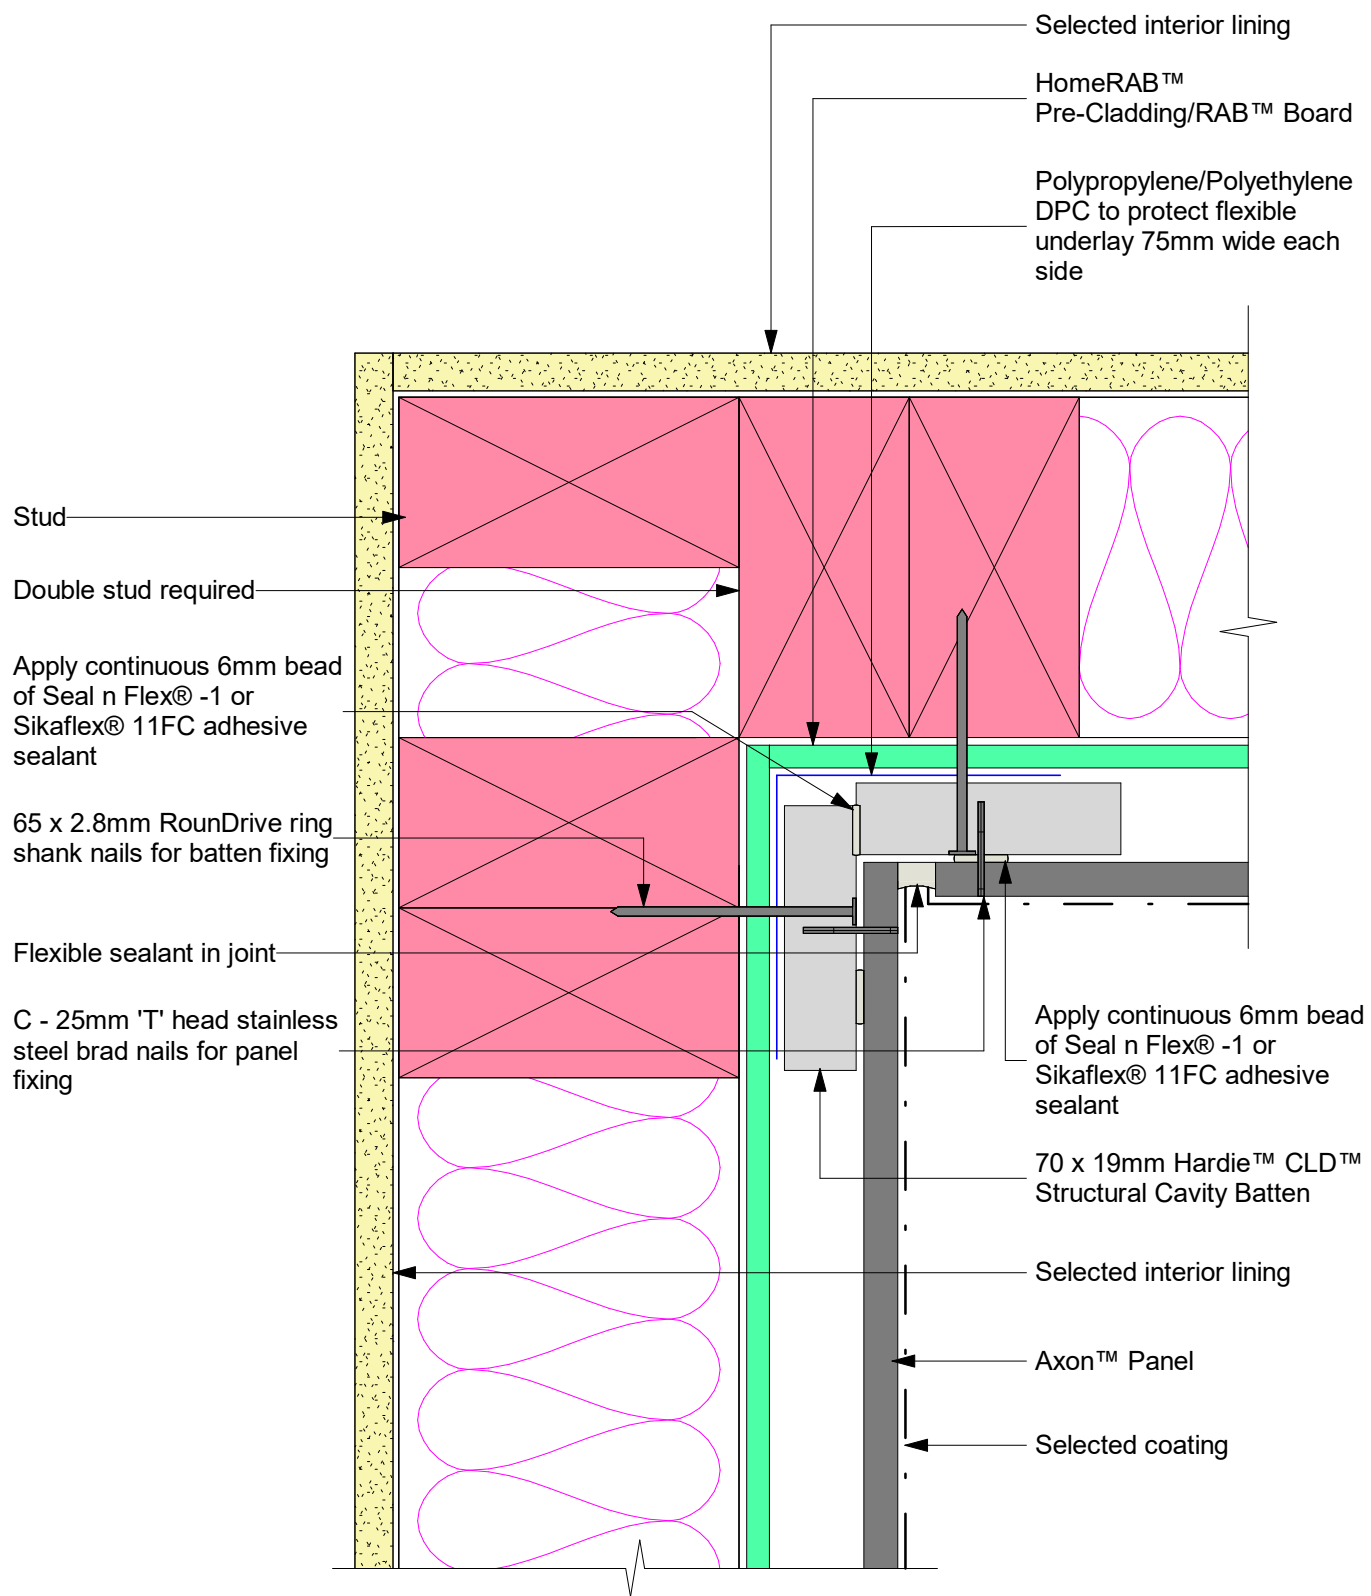 Selected interior lining
HomeRAB™
Pre-Cladding/RAB™ Board
Polypropylene/Polyethylene
DPC to protect flexible
underlay 75mm wide each
side
Stud
Double stud required
Apply continuous 6mm bead
of Seal n Flex® -1 or
Sikaflex® 11FC adhesive
sealant
65 x 2.8mm RounDrive ring
shank nails for batten fixing
Flexible sealant in joint
C - 25mm 'T' head stainless
steel brad nails for panel
fixing
Apply continuous 6mm bead
of Seal n Flex® -1 or
Sikaflex® 11FC adhesive
sealant
70 x 19mm Hardie™ CLD™
Structural Cavity Batten
Selected interior lining
Axon™ Panel
Selected coating